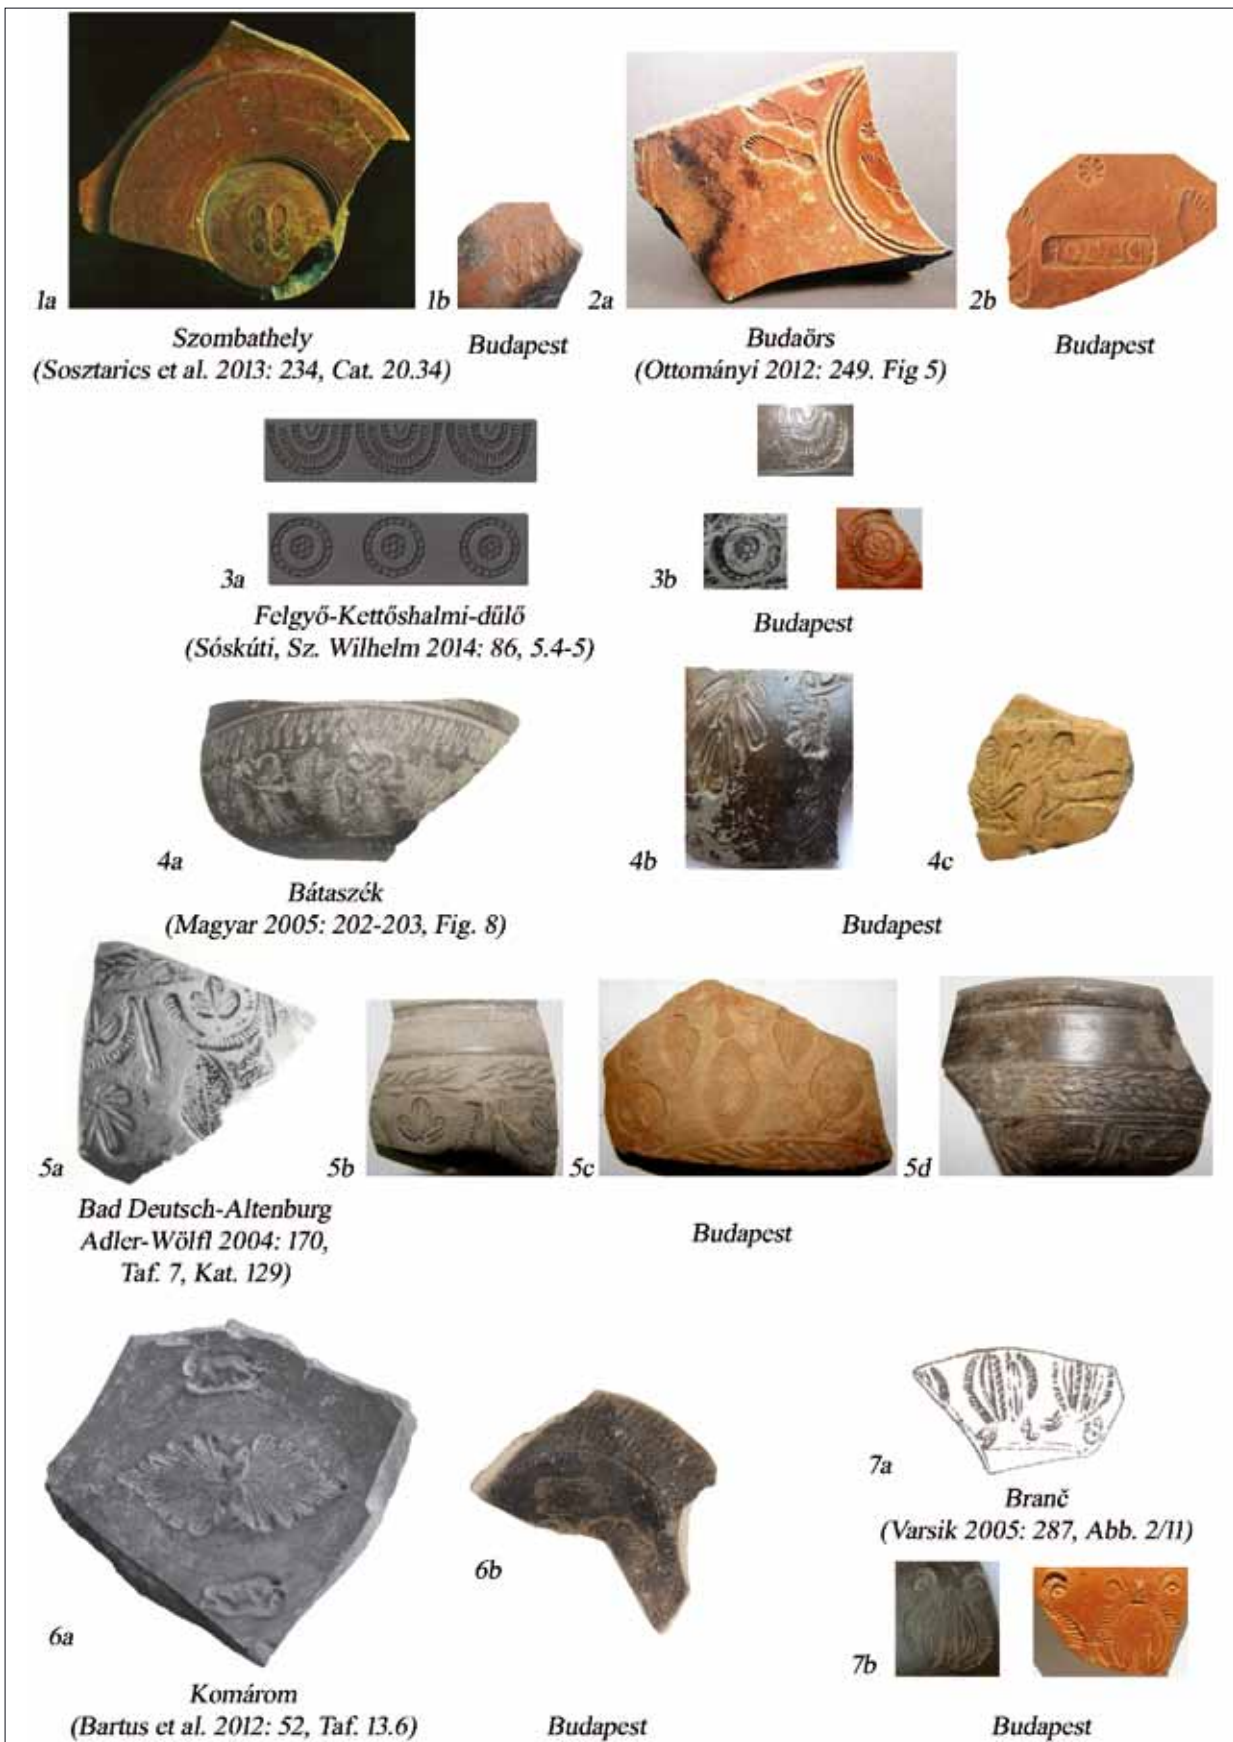 1a
1b
2a
2b
Szombathely
(Sosztarics et al. 2013: 234, Cat. 20.34)
Budapest
Budaörs
(Ottományi 2012: 249. Fig 5)
Budapest
3a
3b
Felgyő-Kettőshalmi-dűlő
(Sóskúti, Sz. Wilhelm 2014: 86, 5.4-5)
Budapest
4a
4b
4c
Bátaszék
(Magyar 2005: 202-203, Fig. 8)
Budapest
5a
5b
5c
5d
Bad Deutsch-Altenburg
Adler-Wölfl 2004: 170,
Taf. 7, Kat. 129)
Budapest
7a
Branč
(Varsik 2005: 287, Abb. 2/11)
6a
6b
7b
Komárom
(Bartus et al. 2012: 52, Taf. 13.6)
Budapest
Budapest